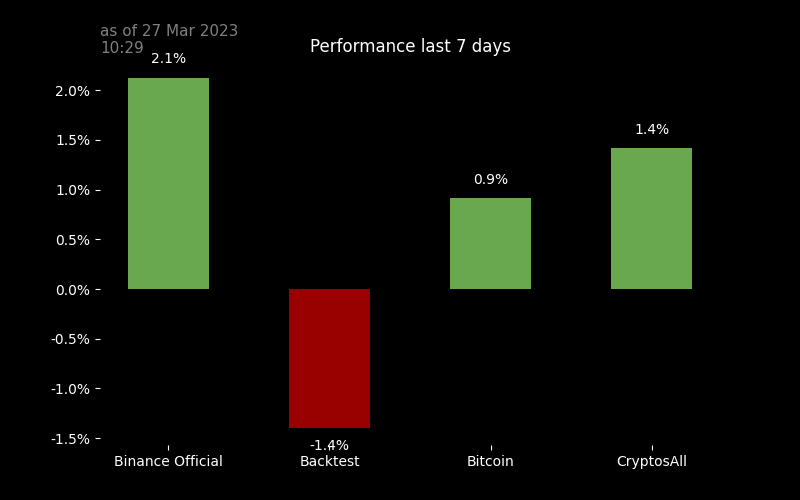 as of 27 Mar 2023
10:29
Performance last 7 days
2.1%
2.0%
1.5%
1.4%
1.0%
0.9%
0.5%
0.0%
-0.5%
-1.0%
-1.5%
-1.4%
Binance Official
Backtest
Bitcoin
CryptosAll